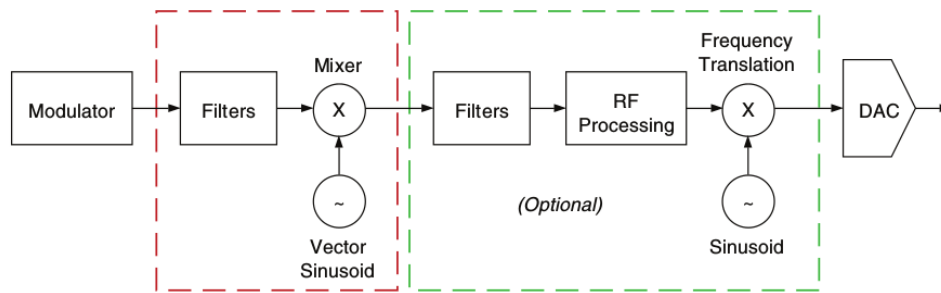 Modulator
Filters
Mixer
X
~
Vector
Sinusoid
Filters
RF
Processing
(Optional)
Frequency
Translation
X
~
Sinusoid
DAC